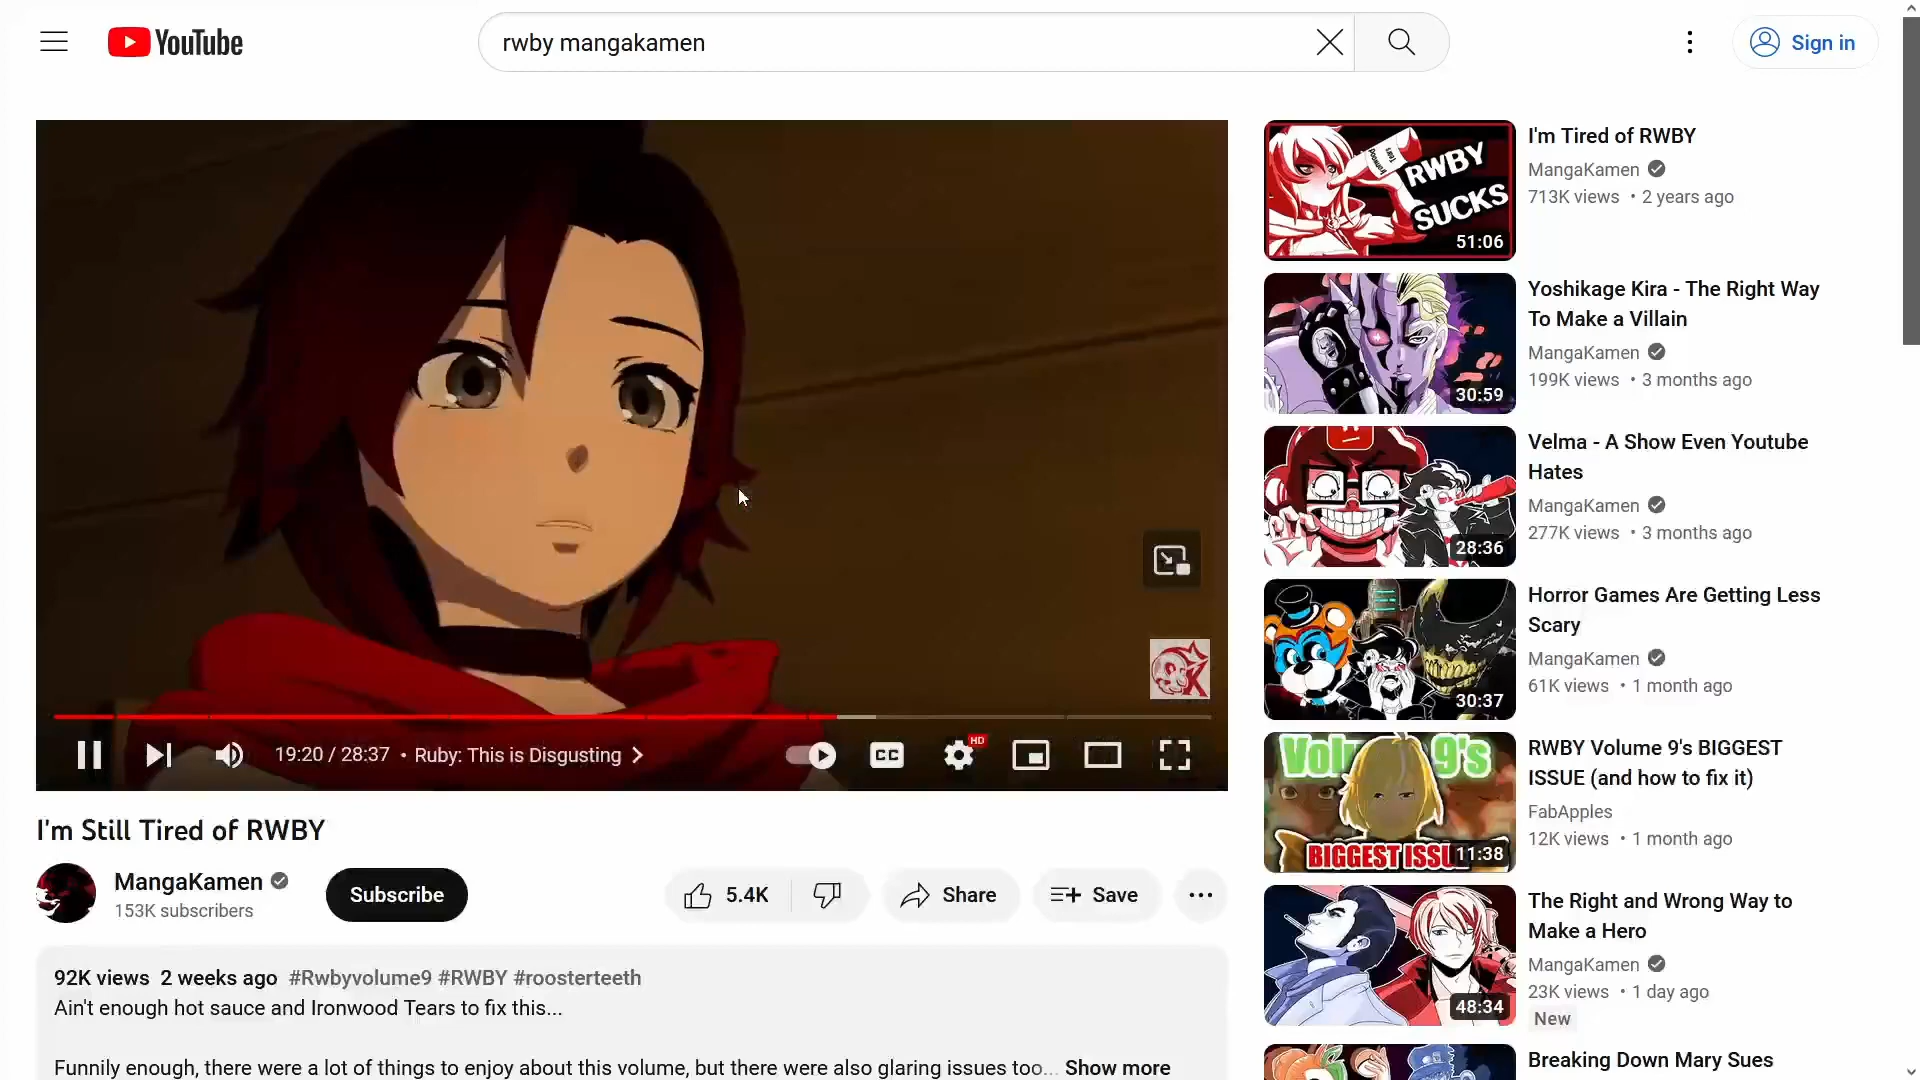 YouTube
rwby mangakamen
Sign in
19:20 / 28:37 • Ruby: This is Disgusting
CC
HD
I'm Still Tired of RWBY
MangaKamen
153K subscribers
Subscribe
5.4K
Share
Save
92K views 2 weeks ago #Rwbyvolume9 #RWBY #roosterteeth
Ain't enough hot sauce and Ironwood Tears to fix this...
Funnily enough, there were a lot of things to enjoy about this volume, but there were also glaring issues too... Show more
RWBY
SUCKS
Ironwood
Tears
51:06
I'm Tired of RWBY
MangaKamen
713K views • 2 years ago
30:59
Yoshikage Kira - The Right Way
To Make a Villain
MangaKamen
199K views • 3 months ago
28:36
Velma - A Show Even Youtube
Hates
MangaKamen
277K views • 3 months ago
30:37
Horror Games Are Getting Less
Scary
MangaKamen
61K views • 1 month ago
Vol 9's
BIGGEST ISSU
11:38
RWBY Volume 9's BIGGEST
ISSUE (and how to fix it)
FabApples
12K views • 1 month ago
48:34
The Right and Wrong Way to
Make a Hero
MangaKamen
23K views • 1 day ago
New
Breaking Down Mary Sues